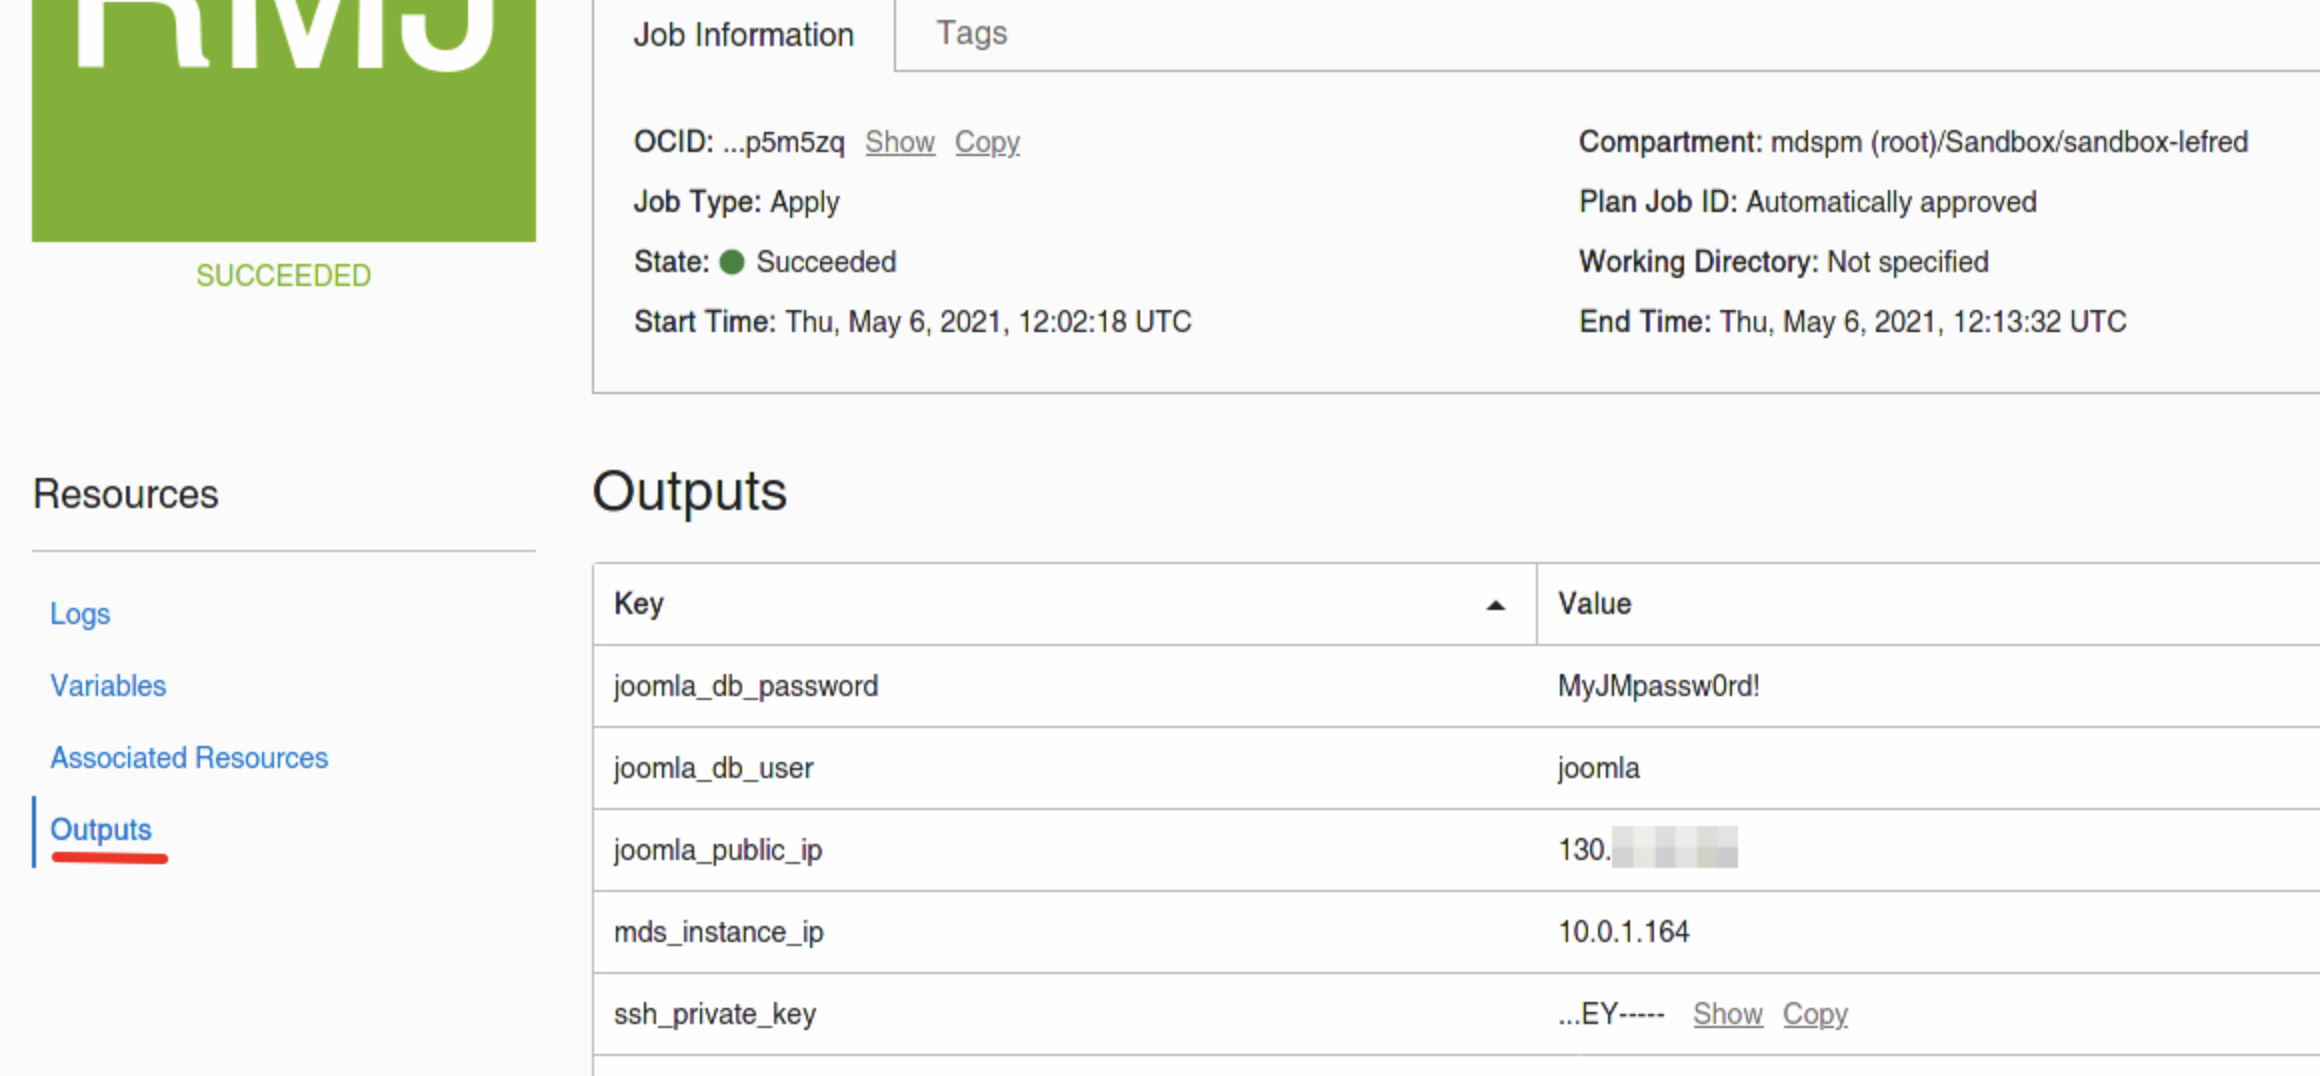 RMJ
SUCCEEDED
Job Information
Tags
OCID: ...p5m5zq Show Copy
Job Type: Apply
State: Succeeded
Start Time: Thu, May 6, 2021, 12:02:18 UTC
Compartment: mdspm (root)/Sandbox/sandbox-lefred
Plan Job ID: Automatically approved
Working Directory: Not specified
End Time: Thu, May 6, 2021, 12:13:32 UTC
Resources
Logs
Variables
Associated Resources
Outputs
Outputs
Key Value
joomla_db_password MyJMpassw0rd!
joomla_db_user joomla
joomla_public_ip 130.
mds_instance_ip 10.0.1.164
ssh_private_key ...EY----- Show Copy